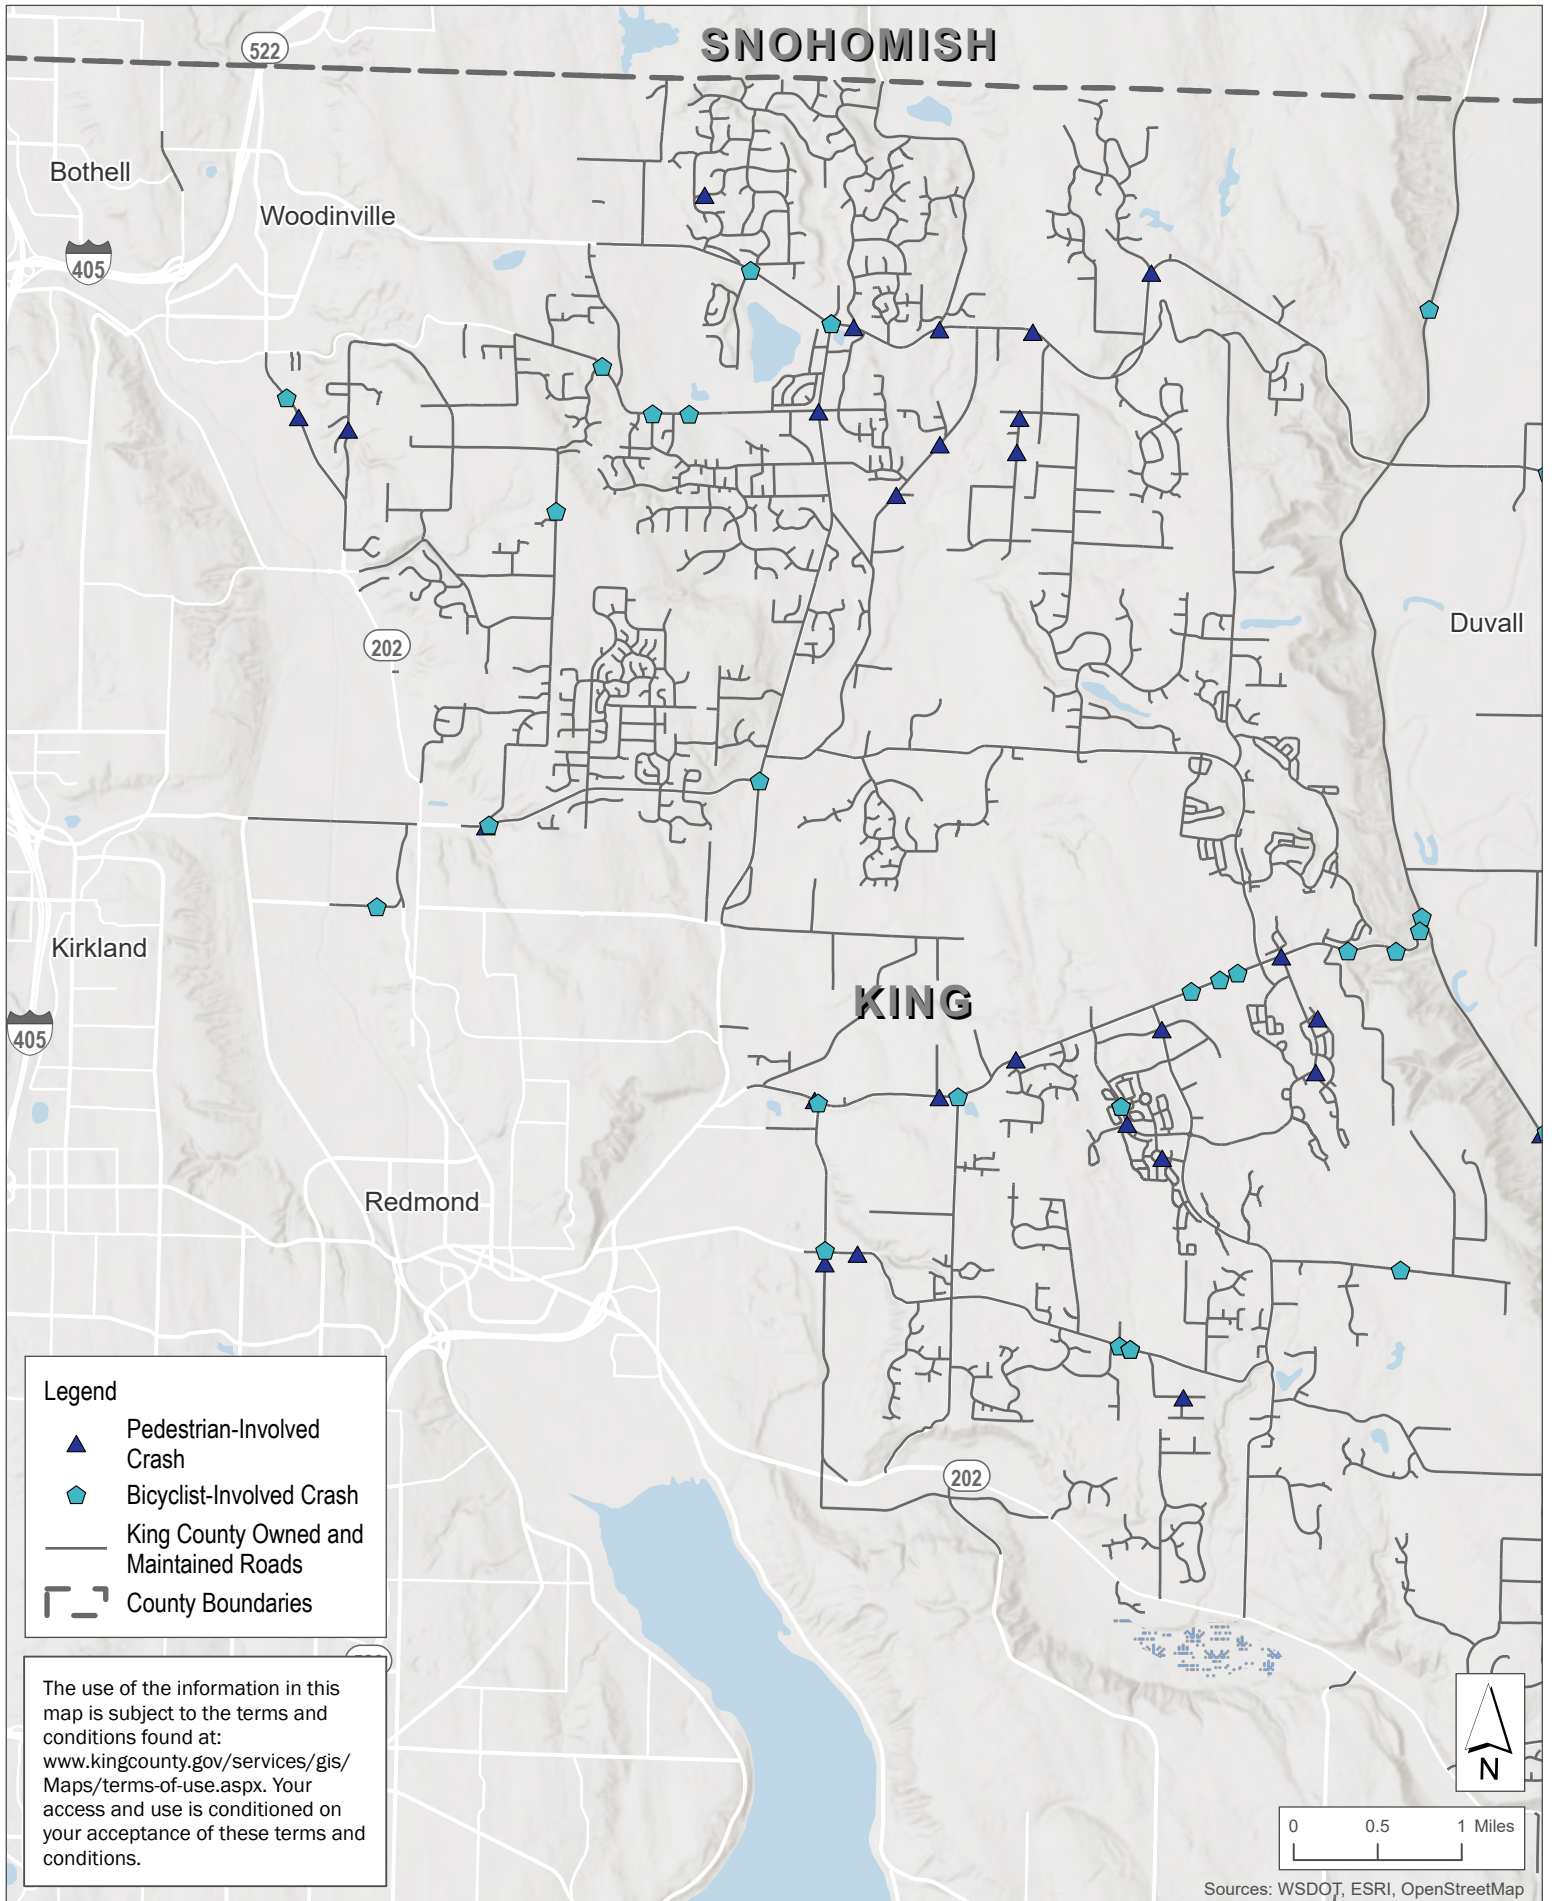 SNOHOMISH
522
Bothell
Woodinville
405
Duvall
202
Kirkland
KING
405
Redmond
202
Legend
Pedestrian-Involved
Crash
Bicyclist-Involved Crash
King County Owned and
Maintained Roads
County Boundaries
The use of the information in this
map is subject to the terms and
conditions found at:
www.kingcounty.gov/services/gis/
Maps/terms-of-use.aspx. Your
access and use is conditioned on
your acceptance of these terms and
conditions.
N
0 0.5 1 Miles
Sources: WSDOT, ESRI, OpenStreetMap